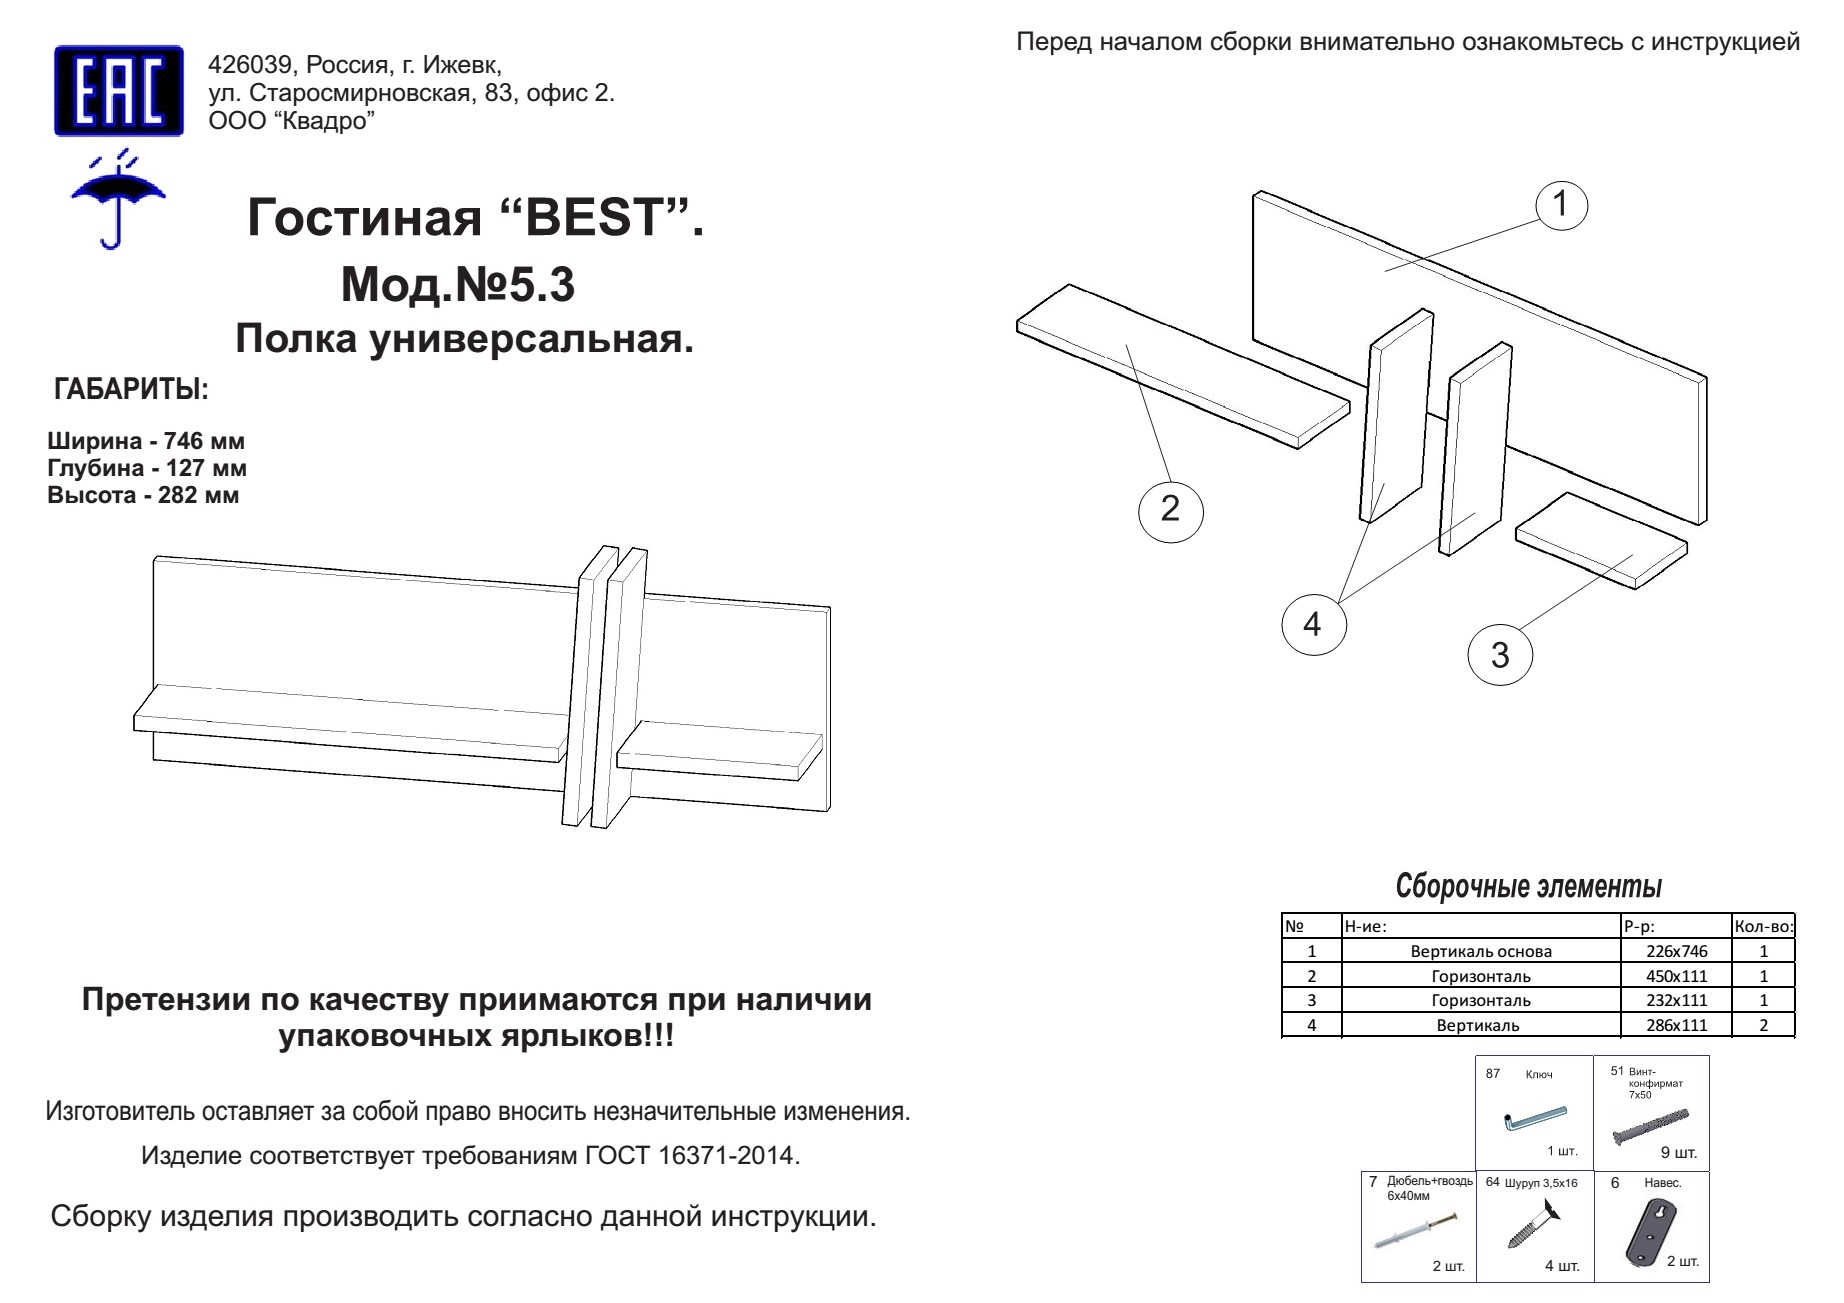 ЕАС
426039, Россия, г. Ижевк,
ул. Старосмирновская, 83, офис 2.
ООО “Квадро”
Гостиная “BEST”.
Мод.№5.3
Полка универсальная.
ГАБАРИТЫ:
Ширина - 746 мм
Глубина - 127 мм
Высота - 282 мм
Претензии по качеству приимаются при наличии
упаковочных ярлыков!!!
Изготовитель оставляет за собой право вносить незначительные изменения.
Изделие соответствует требованиям ГОСТ 16371-2014.
Сборку изделия производить согласно данной инструкции.
Перед началом сборки внимательно ознакомьтесь с инструкцией
1
2
4
3
Сборочные элементы
№ Н-ие: Р-р: Кол-во:
1 Вертикаль основа 226х746 1
2 Горизонталь 450х111 1
3 Горизонталь 232х111 1
4 Вертикаль 286х111 2
87 Ключ
1 шт.
51 Винт-
конфирмат
7х50
9 шт.
7 Дюбель+гвоздь
6х40мм
2 шт.
64 Шуруп 3,5х16
4 шт.
6 Навес.
2 шт.